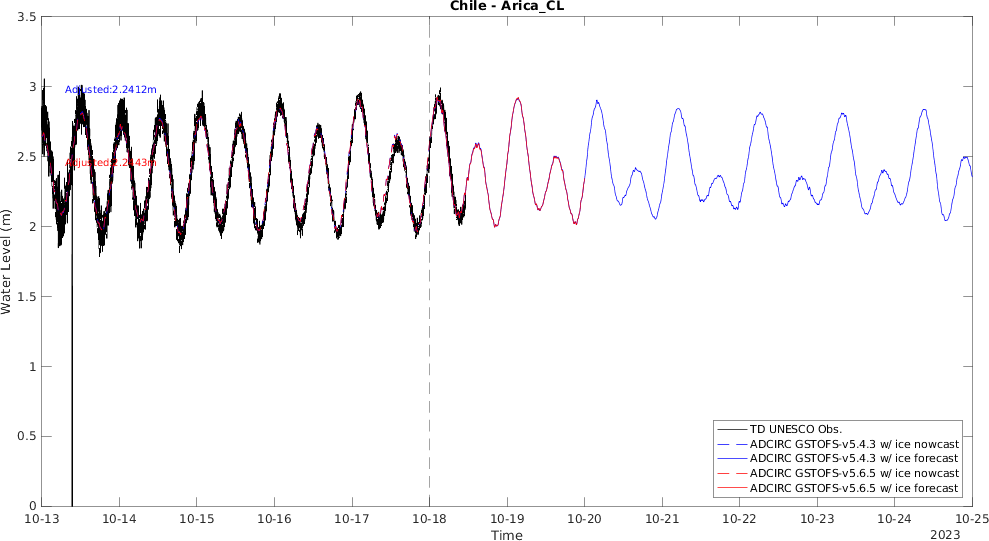 Chile - Arica_CL
3.5
3
2.5
2
1.5
1
0.5
0
Water Level (m)
Adjusted:2.2412m
Adjusted:2.2443m
TD UNESCO Obs.
ADCIRC GSTOFS-v5.4.3 w/ ice nowcast
ADCIRC GSTOFS-v5.4.3 w/ ice forecast
ADCIRC GSTOFS-v5.6.5 w/ ice nowcast
ADCIRC GSTOFS-v5.6.5 w/ ice forecast
10-13 10-14 10-15 10-16 10-17 10-18 10-19 10-20 10-21 10-22 10-23 10-24 10-25
Time
2023